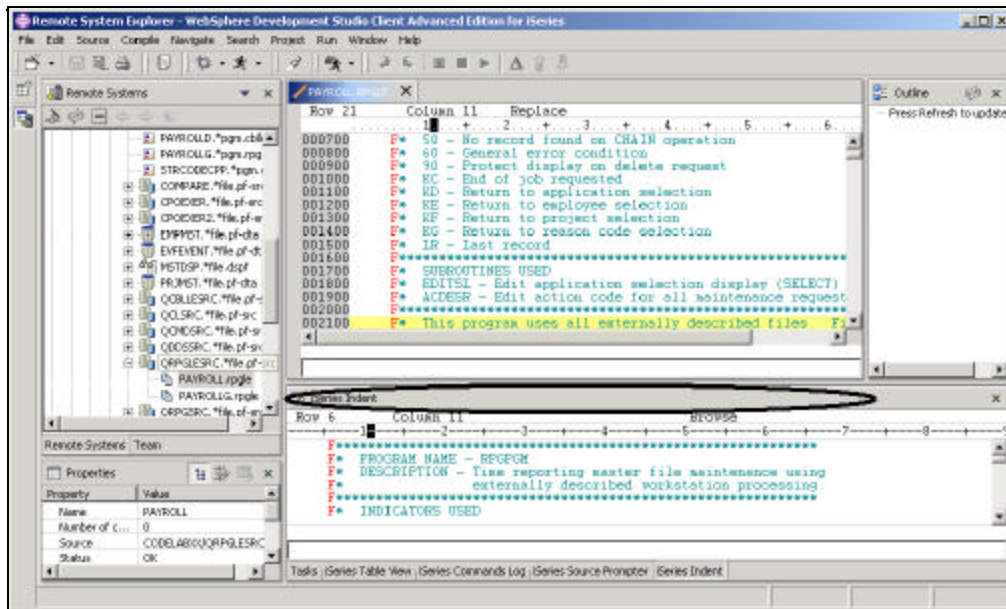 Remote System Explorer - WebSphere Development Studio Client Advanced Edition for iSeries
File Edit Source Compile Navigate Search Project Run Window Help
Remote Systems
PAYROLLD.*pgm.cblle
PAYROLLG.*pgm.rpg
STRCODECPP.*pgm.
COMPARE.*file.pf-src
CPOEXER.*file.pf-src
CPOEXER2.*file.pf-sr
EMPMST.*file.pf-dta
EVFEVENT.*file.pf-dt
MSTDSP.*file.dspf
PRJMST.*file.pf-dta
QCBLLESRC.*file.pf-s
QCLSRC.*file.pf-src
QCMDSRC.*file.pf-sr
QDDSSRC.*file.pf-src
QRPGLESRC.*file.pf-src
PAYROLL.rpgle
PAYROLLG.rpgle
QRPGSRC.*file.pf-src
Remote Systems Team
Properties
Property Value
Name PAYROLL
Number of c... 0
Source CODELABXX/QRPGLESRC
Status OK
PAYROLL.RPGLE
Row 21 Column 11 Replace
000700 F* 50 - No record found on CHAIN operation
000800 F* 60 - General error condition
000900 F* 90 - Protect display on delete request
001000 F* KC - End of job requested
001100 F* KD - Return to application selection
001200 F* KE - Return to employee selection
001300 F* KF - Return to project selection
001400 F* KG - Return to reason code selection
001500 F* LR - Last record
001600 F*******************************************************
001700 F* SUBROUTINES USED
001800 F* EDITSL - Edit application selection display (SELECT)
001900 F* ACDESR - Edit action code for all maintenance request
002000 F*******************************************************
002100 F* This program uses all externally described files Fi
Outline
Press Refresh to update
iSeries Indent
Row 6 Column 11 Browse
F************************************************************
F* PROGRAM NAME - RPGPGM
F* DESCRIPTION - Time reporting master file maintenance using
F* externally described workstation processing.
F************************************************************
F* INDICATORS USED
Tasks iSeries Table View iSeries Commands Log iSeries Source Prompter iSeries Indent